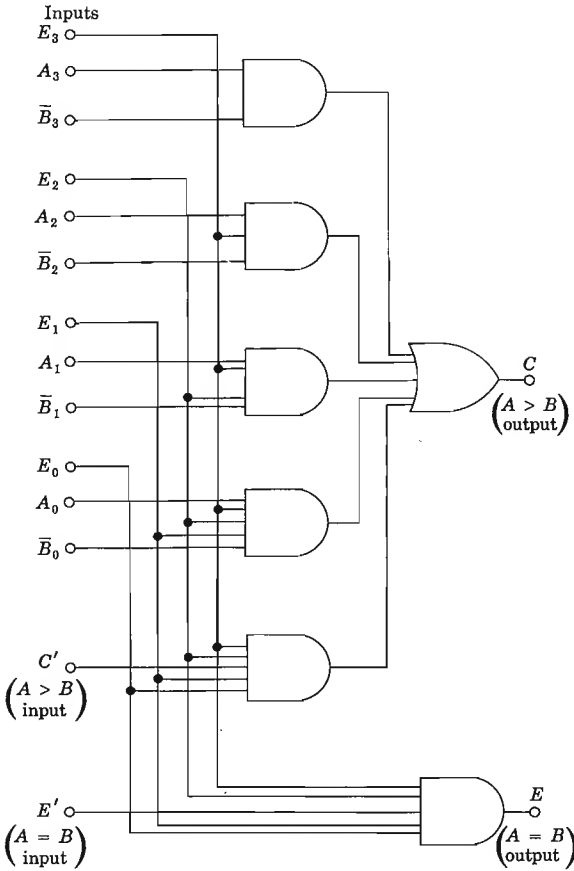 Inputs
E₃
A₃
B̅₃
E₂
A₂
B̅₂
E₁
A₁
B̅₁
C
(A > B)
output
E₀
A₀
B̅₀
C′
(A > B)
input
E′
(A = B)
input
E
(A = B)
output